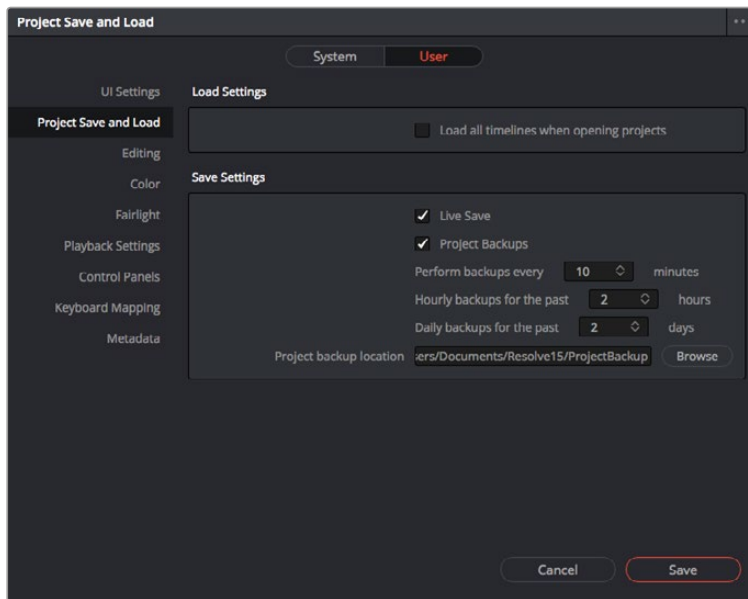 Project Save and Load
System User
UI Settings
Project Save and Load
Editing
Color
Fairlight
Playback Settings
Control Panels
Keyboard Mapping
Metadata
Load Settings
Load all timelines when opening projects
Save Settings
Live Save
Project Backups
Perform backups every 10 minutes
Hourly backups for the past 2 hours
Daily backups for the past 2 days
Project backup location ers/Documents/Resolve15/ProjectBackup Browse
Cancel Save